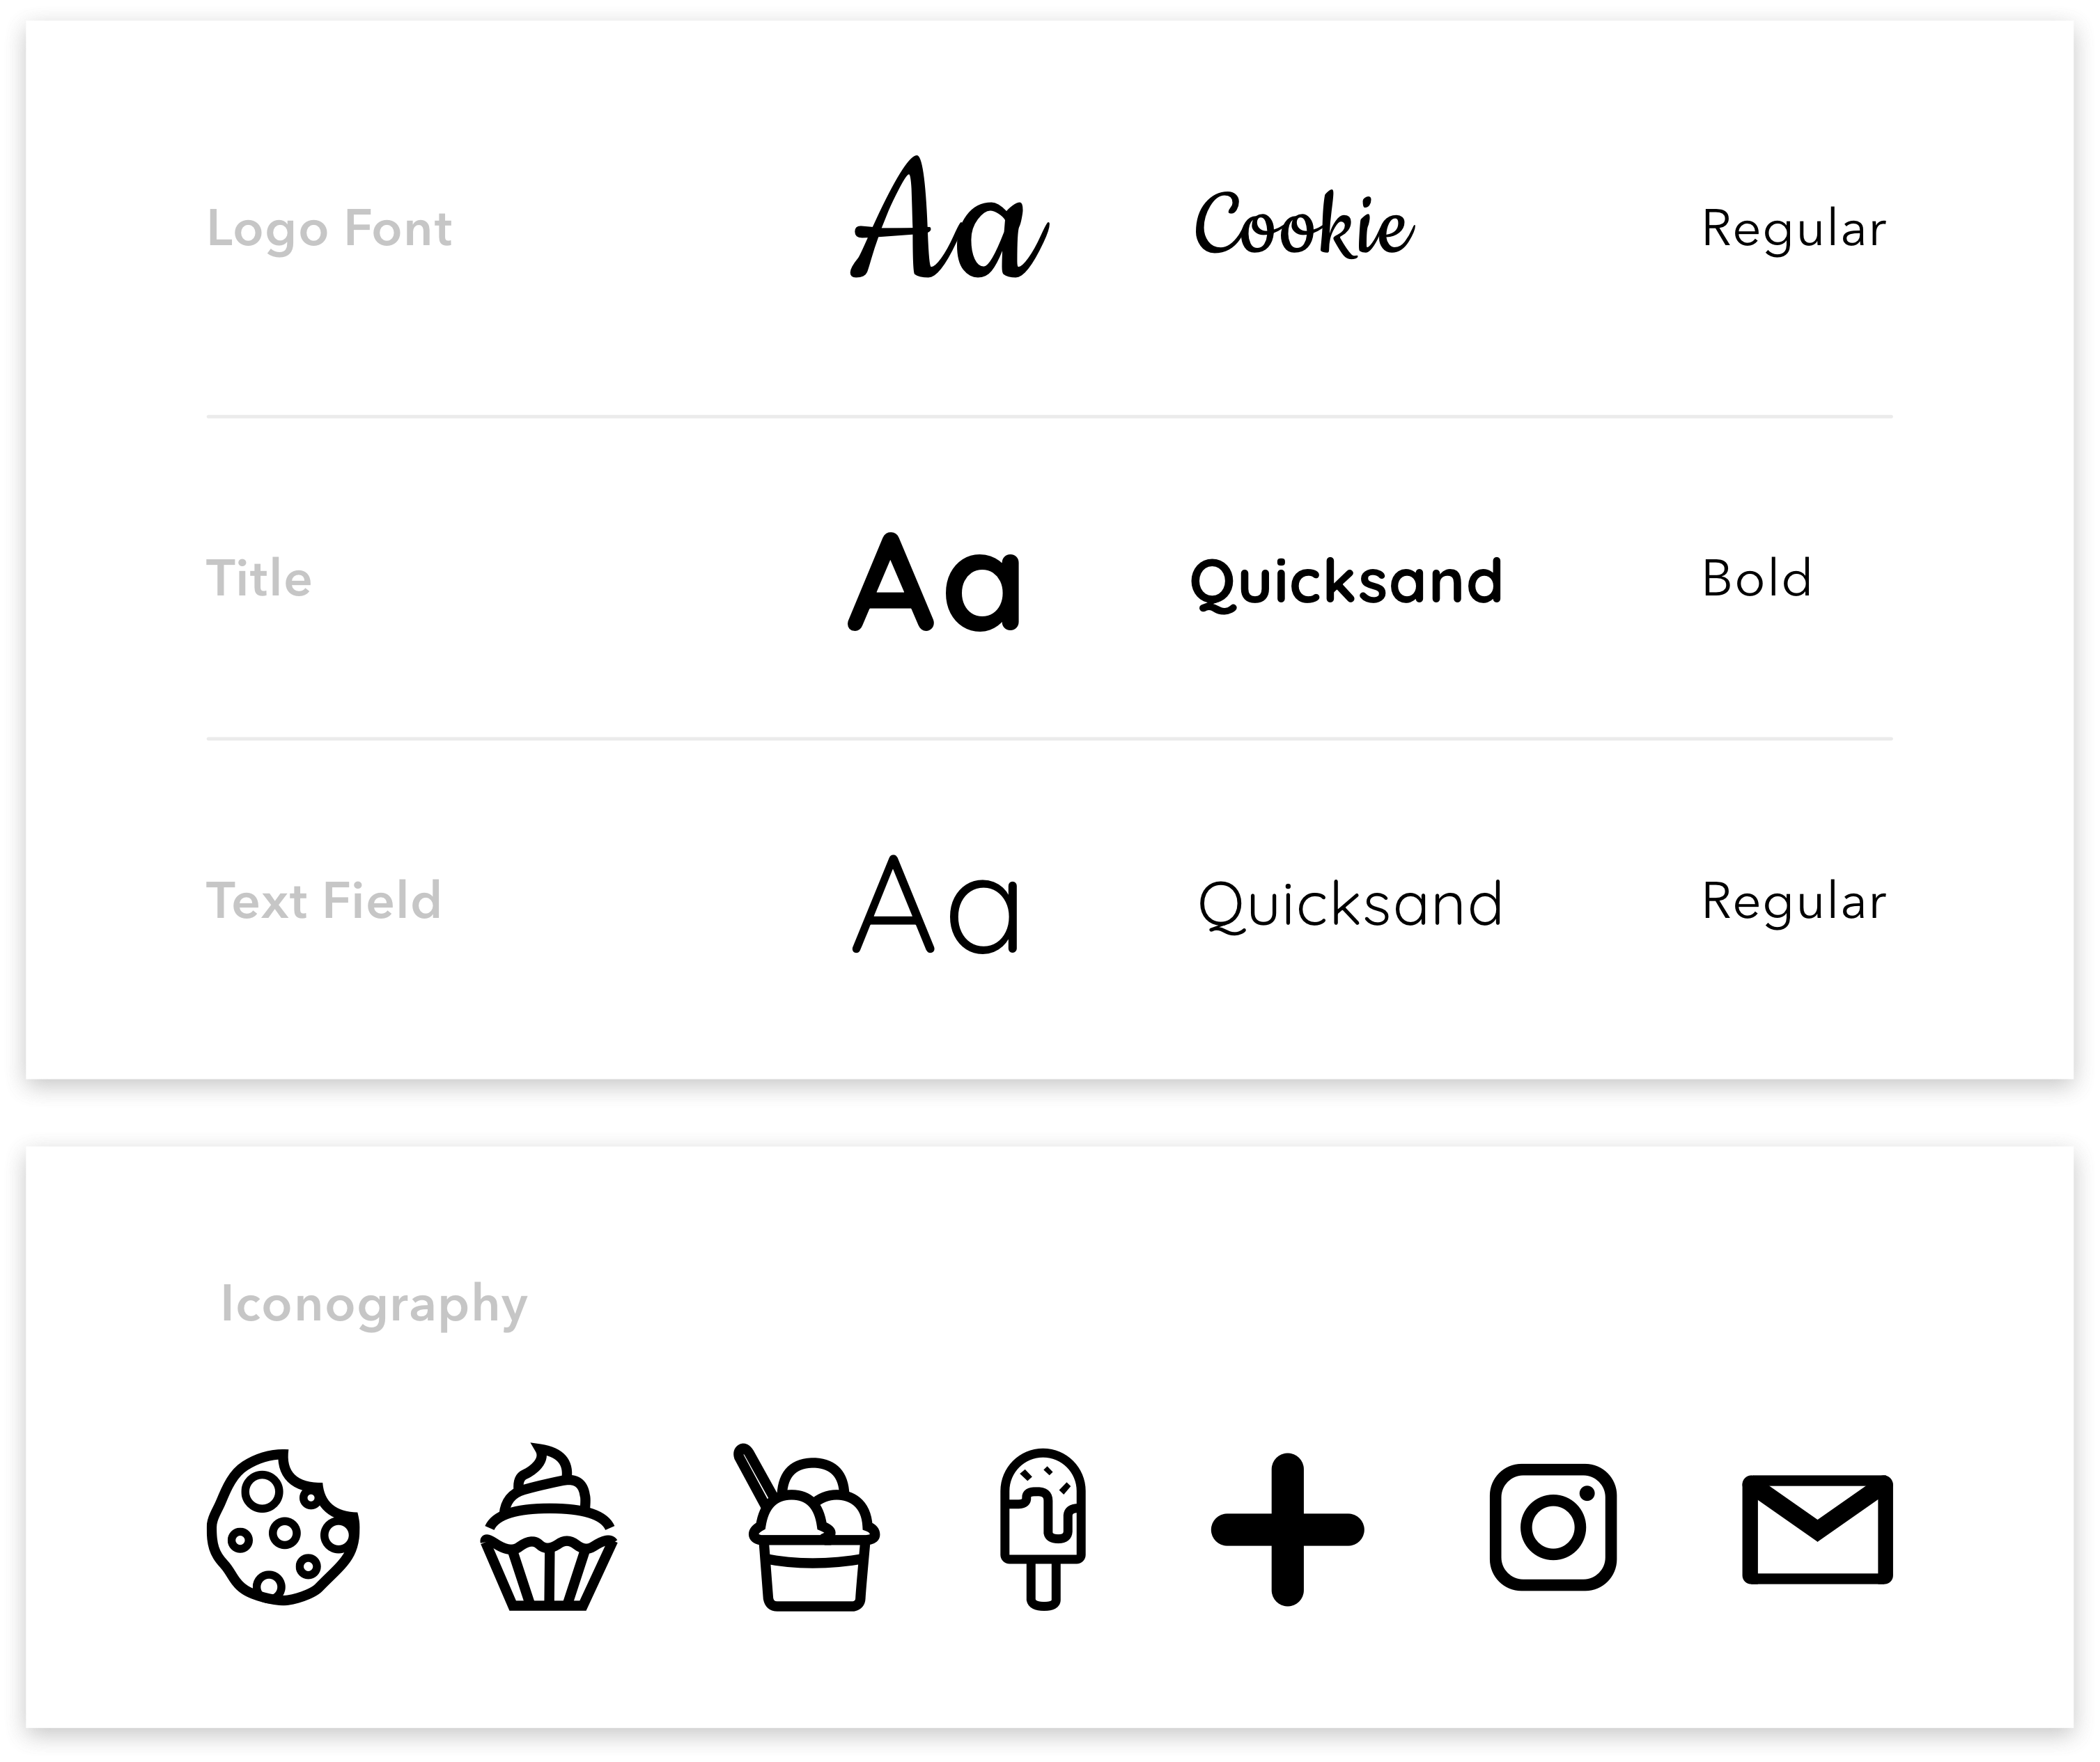 Logo Font Aa Cookie Regular
Title Aa Quicksand Bold
Text Field Aa Quicksand Regular
Iconography